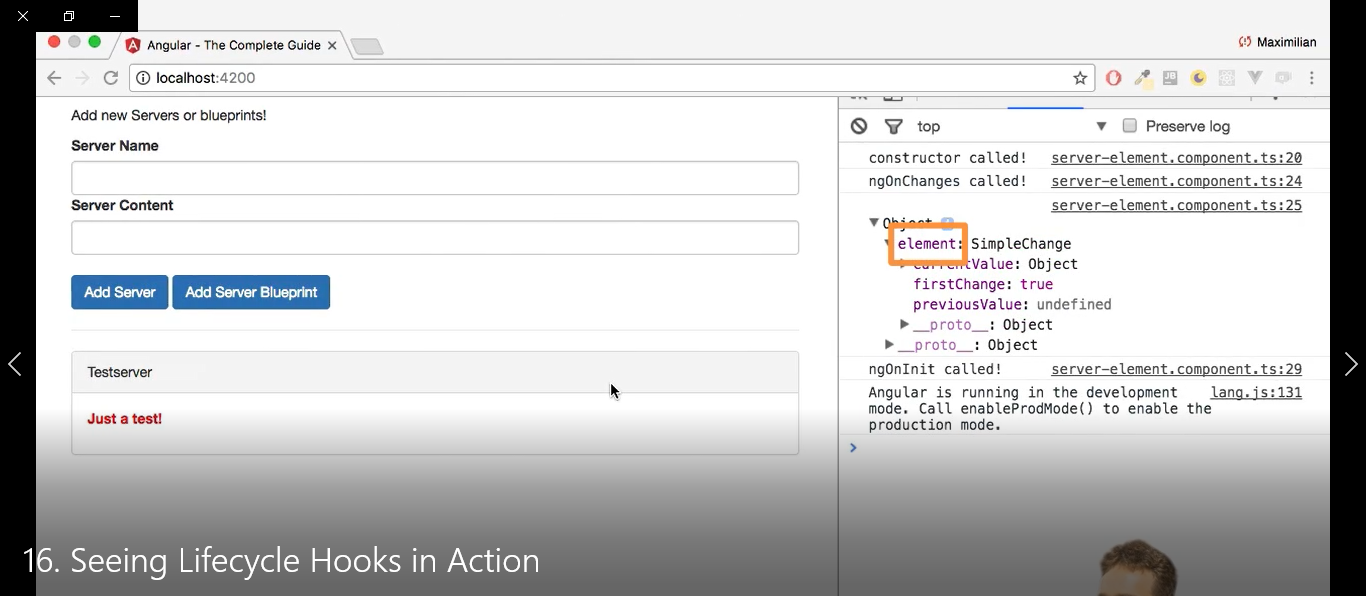 Angular - The Complete Guide
Maximilian
localhost:4200
Add new Servers or blueprints!
Server Name
Server Content
Add Server Add Server Blueprint
Testserver
Just a test!
top
Preserve log
constructor called! server-element.component.ts:20
ngOnChanges called! server-element.component.ts:24
server-element.component.ts:25
Object
element: SimpleChange
currentValue: Object
firstChange: true
previousValue: undefined
__proto__: Object
__proto__: Object
ngOnInit called! server-element.component.ts:29
Angular is running in the development lang.js:131
mode. Call enableProdMode() to enable the
production mode.
16. Seeing Lifecycle Hooks in Action